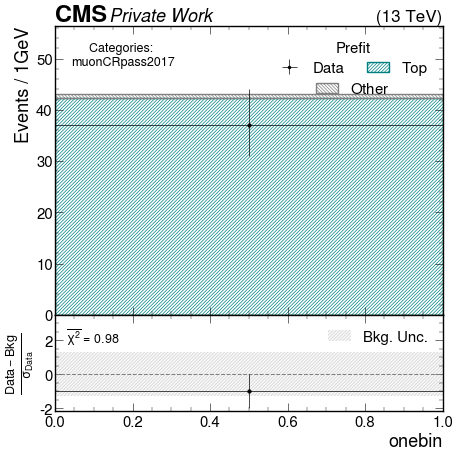 CMS Private Work (13 TeV)
Categories:
muonCRpass2017
Prefit
Data Top
Other
Events / 1GeV
50
40
30
20
10
0
χ² = 0.98
Bkg. Unc.
Data − Bkg
σData
2
0
-2
0.0 0.2 0.4 0.6 0.8 1.0
onebin